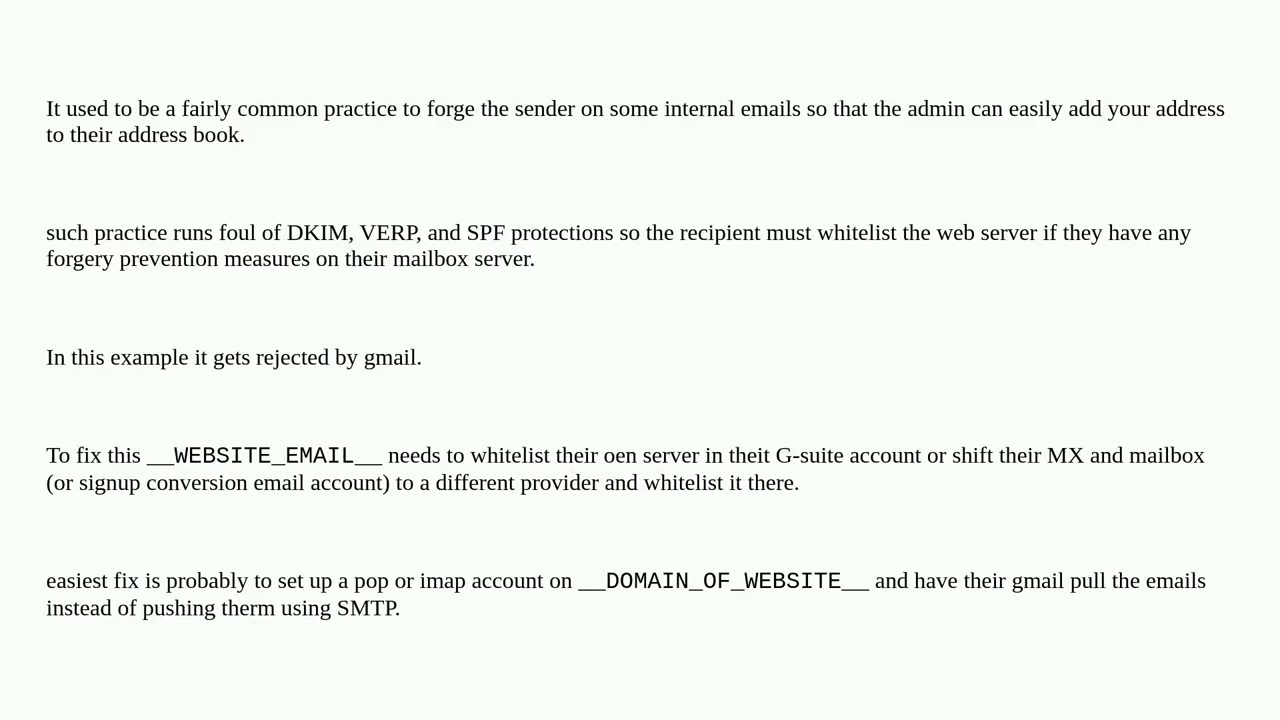 It used to be a fairly common practice to forge the sender on some internal emails so that the admin can easily add your address
to their address book.
such practice runs foul of DKIM, VERP, and SPF protections so the recipient must whitelist the web server if they have any
forgery prevention measures on their mailbox server.
In this example it gets rejected by gmail.
To fix this __WEBSITE_EMAIL__ needs to whitelist their oen server in theit G-suite account or shift their MX and mailbox
(or signup conversion email account) to a different provider and whitelist it there.
easiest fix is probably to set up a pop or imap account on __DOMAIN_OF_WEBSITE__ and have their gmail pull the emails
instead of pushing therm using SMTP.